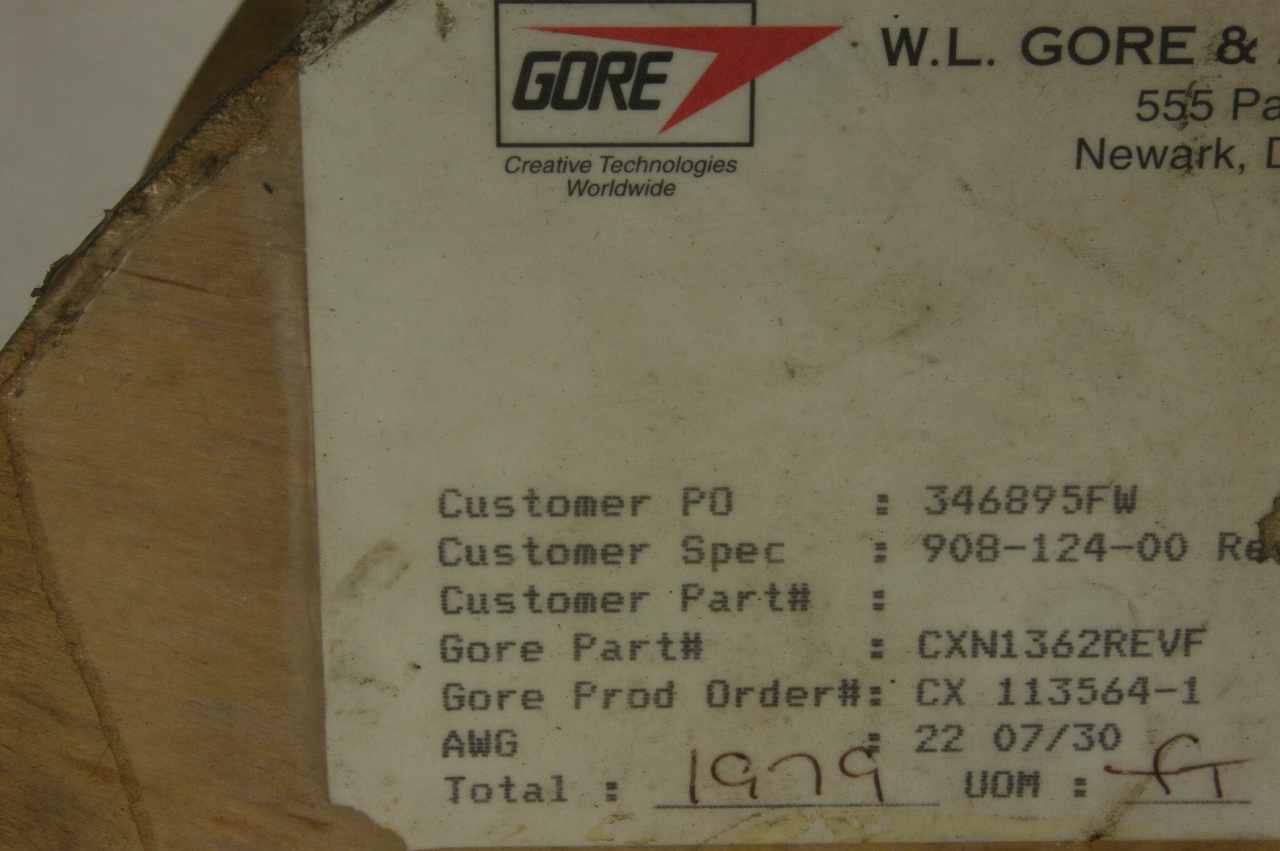 GORE
Creative Technologies
Worldwide
W.L. GORE &
555
Newark,
Customer PO : 346895FW
Customer Spec : 908-124-00
Customer Part# :
Gore Part# : CXN1362REVF
Gore Prod Order#: CX 113564-1
AWG : 22 07/30
Total : 1979 UOM : FT